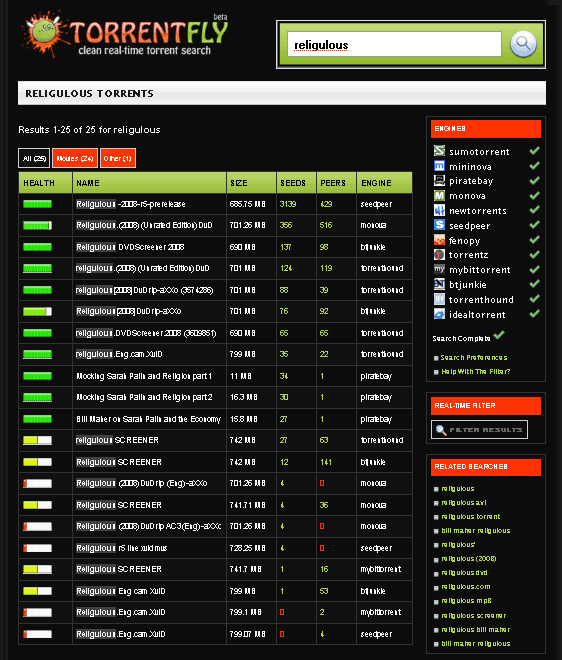 beta
TORRENTFLY
clean real-time torrent search
religulous
RELIGULOUS TORRENTS
Results 1-25 of 25 for religulous
All (25) Movies (24) Other (1)
HEALTH NAME SIZE SEEDS PEERS ENGINE
Religulous -2008-r5-prerelease 685.75 MB 3139 429 seedpeer
Religulous.(2008) (Unrated Edition) DvD 701.26 MB 356 516 monova
Religulous DVDScreener 2008 690 MB 137 98 btjunkie
religulous.(2008) (Unrated Edition) DvD 701 MB 124 119 torrenthound
religulous[2008]DvDrip-aXXo (3574286) 701 MB 88 39 torrenthound
Religulous[2008]DvDrip-aXXo 701 MB 76 92 btjunkie
religulous.DVDScreener.2008 (3609851) 690 MB 65 65 torrenthound
religulous.Eng.cam.XviD 799 MB 35 22 torrenthound
Mocking Sarah Palin and Religion part 1 11 MB 34 1 piratebay
Mocking Sarah Palin and Religion part 2 16.3 MB 30 1 piratebay
Bill Maher on Sarah Palin and the Economy 15.8 MB 27 1 piratebay
religulous SCREENER 742 MB 27 63 torrenthound
Religulous SCREENER 742 MB 12 141 btjunkie
Religulous (2008) DvDrip (Eng)-aXXo 701.26 MB 4 0 monova
Religulous SCREENER 741.71 MB 4 36 monova
Religulous (2008) DvDrip AC3(Eng)-aXXo 701.26 MB 4 0 monova
Religulous r5 line xvid mvs 728.25 MB 4 0 seedpeer
Religulous SCREENER 741.7 MB 1 16 mybittorrent
Religulous Eng cam XviD 799 MB 1 53 btjunkie
Religulous.Eng.cam.XviD 799.1 MB 0 2 mybittorrent
Religulous.Eng.cam.XviD 799.07 MB 0 4 seedpeer
ENGINES
sumotorrent
mininova
piratebay
monova
newtorrents
seedpeer
fenopy
torrentz
my mybittorrent
btjunkie
torrenthound
idealtorrent
Search Complete
Search Preferences
Help With The Filter?
REAL-TIME FILTER
FILTER RESULTS
RELATED SEARCHES
religulous
religulous avi
religulous torrent
bill maher religulous
religulous'
religulous (2008)
religulous dvd
religulous.com
religulous mp3
religulous screener
religulous bill maher
bill maher religulous